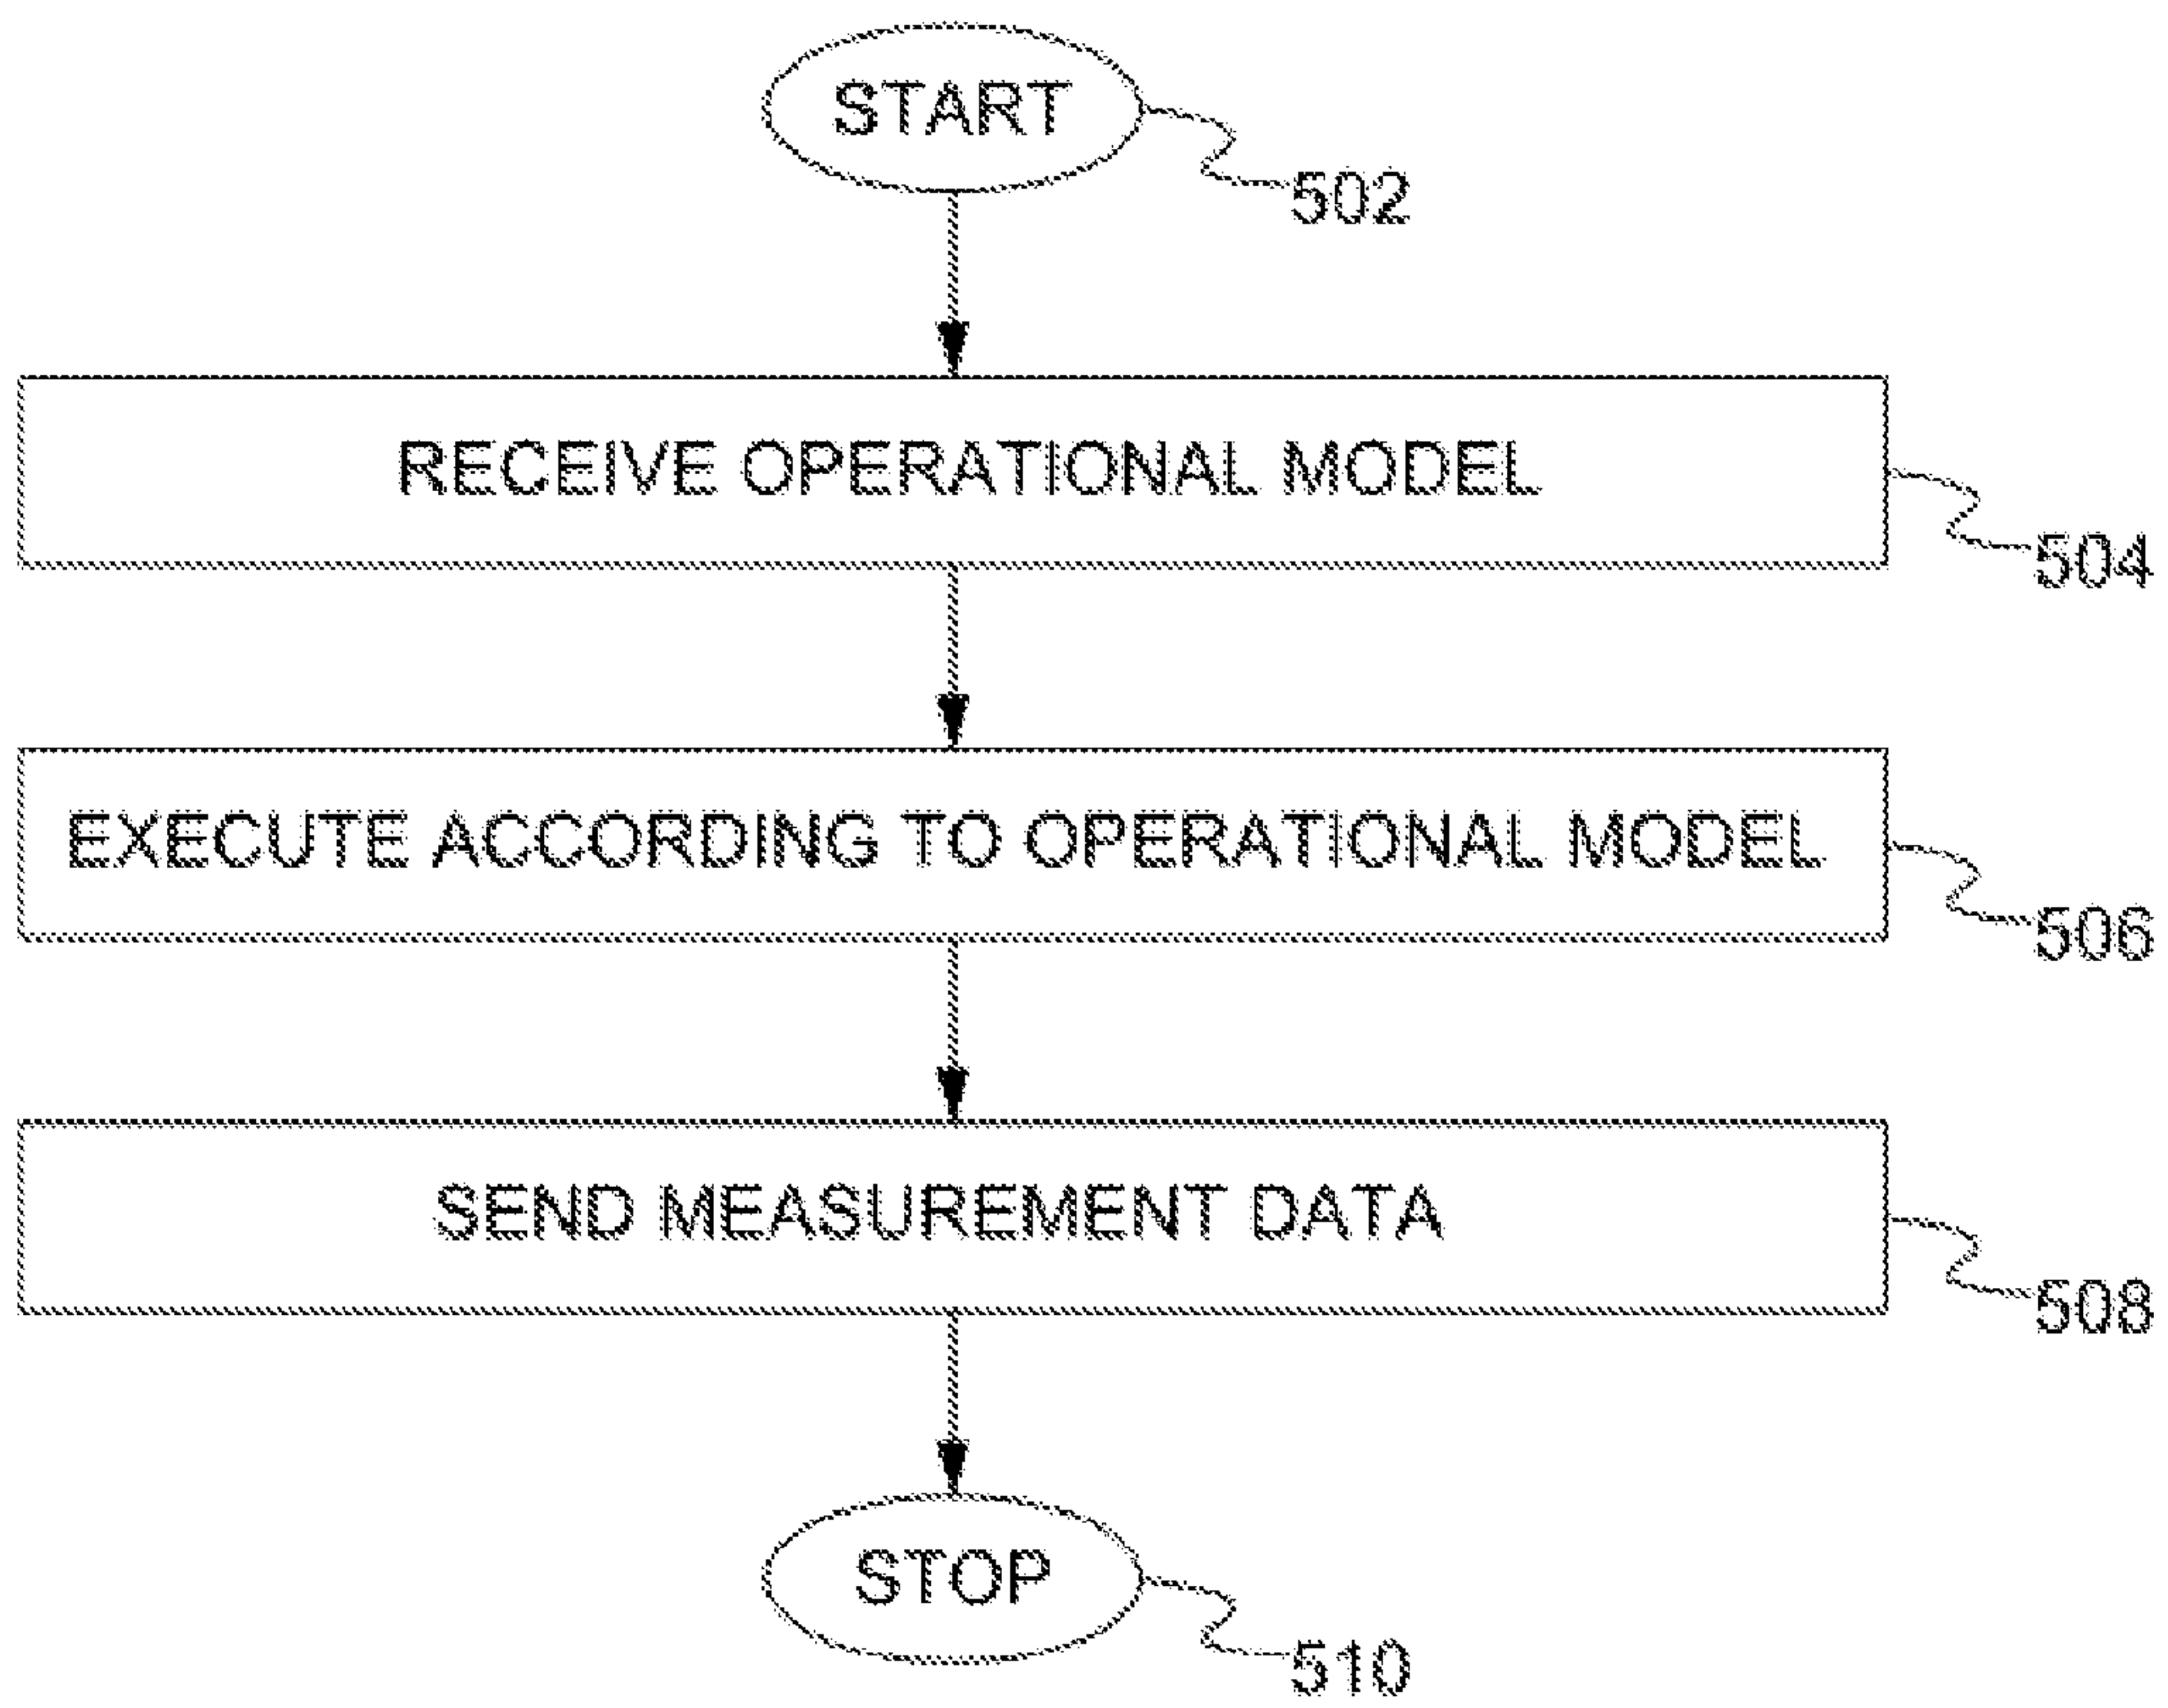 START
502
RECEIVE OPERATIONAL MODEL
504
EXECUTE ACCORDING TO OPERATIONAL MODEL
506
SEND MEASUREMENT DATA
508
STOP
510